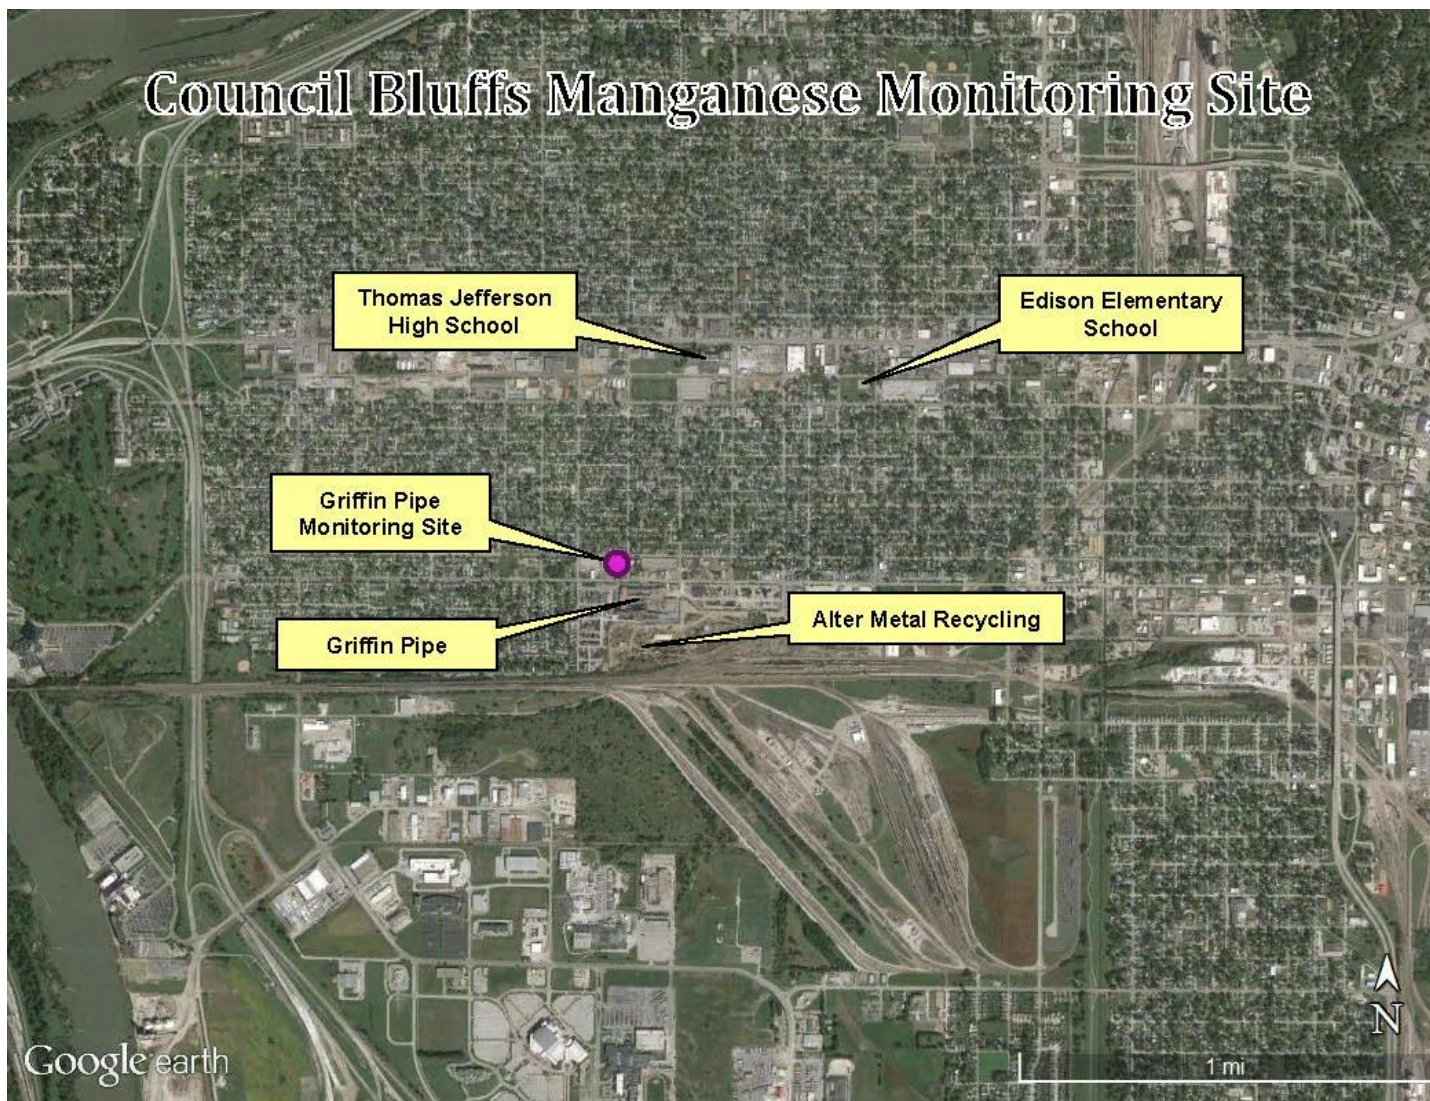 Council Bluffs Manganese Monitoring Site
Thomas Jefferson
High School
Edison Elementary
School
Griffin Pipe
Monitoring Site
Alter Metal Recycling
Griffin Pipe
N
Google earth
1 mi